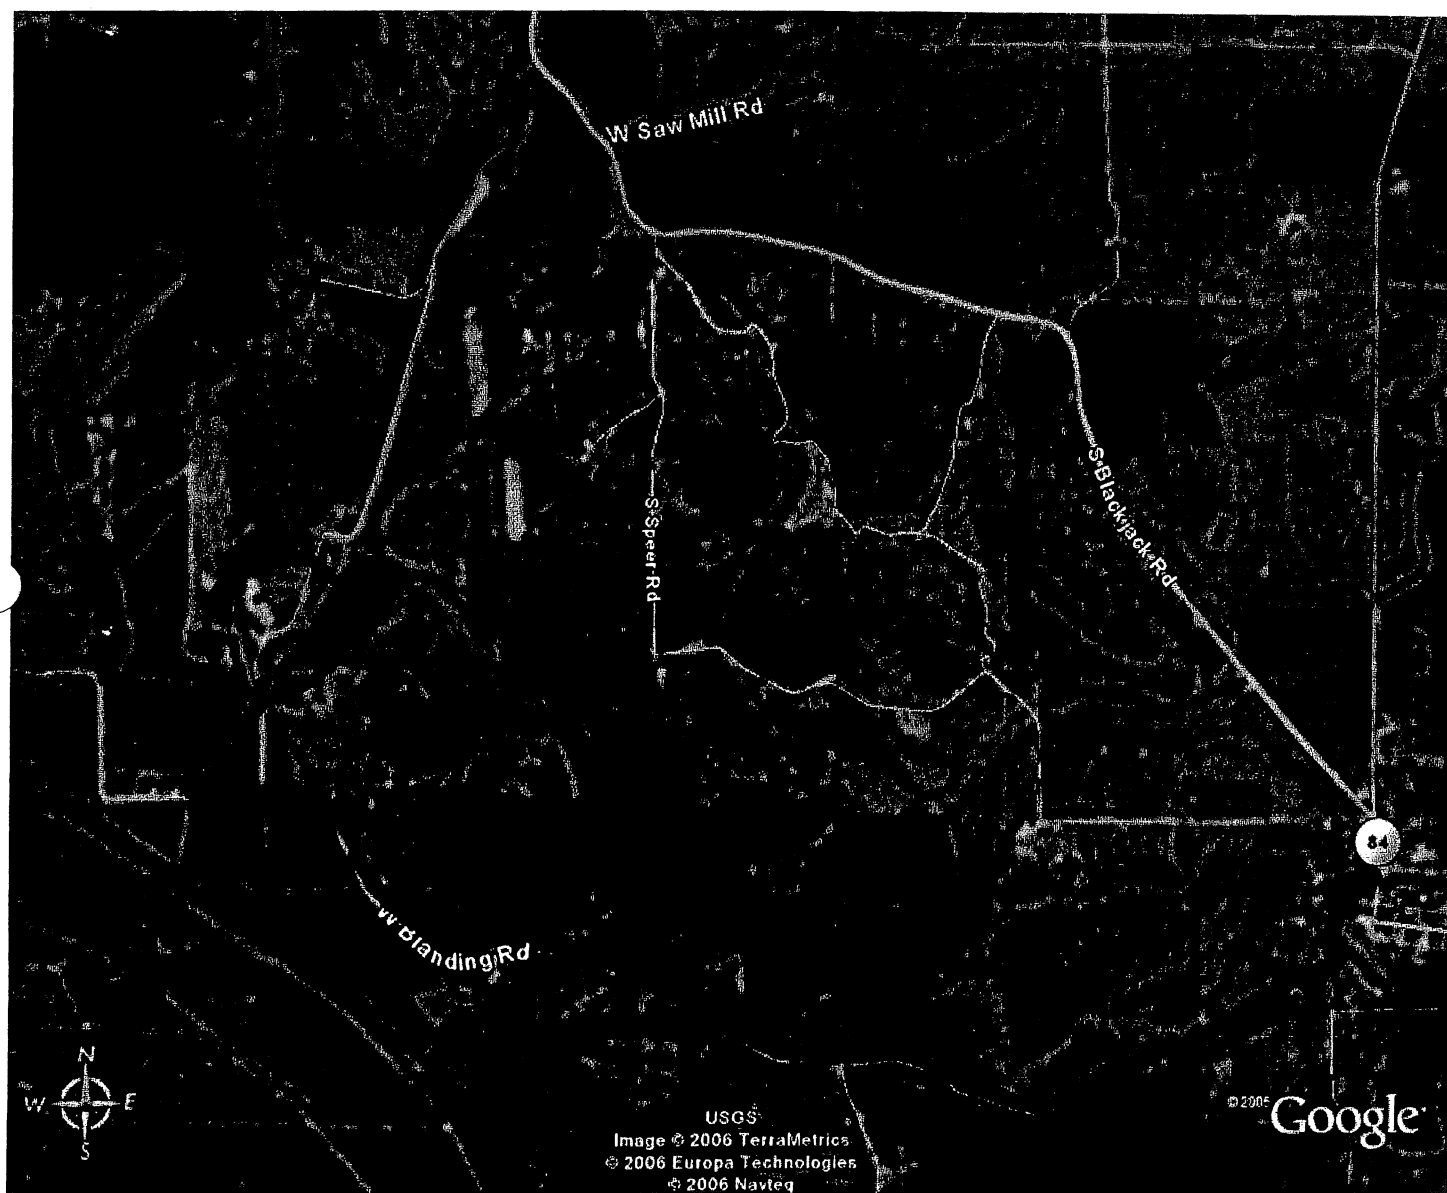 W Saw Mill Rd
S Blackjack Rd
S Speer Rd
84
W Blanding Rd
N
W E
S
USGS
Image © 2006 TerraMetrics
© 2006 Europa Technologies
© 2006 Navteq
© 2005 Google